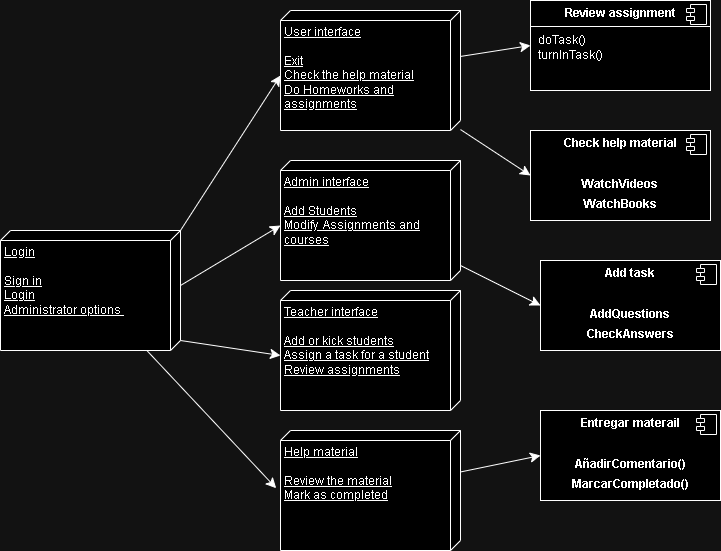 Login
Sign in
Login
Administrator options
User interface
Exit
Check the help material
Do Homeworks and
assignments
Admin interface
Add Students
Modify Assignments and
courses
Teacher interface
Add or kick students
Assign a task for a student
Review assignments
Help material
Review the material
Mark as completed
Review assignment
doTask()
turnInTask()
Check help material
WatchVideos
WatchBooks
Add task
AddQuestions
CheckAnswers
Entregar materail
AñadirComentario()
MarcarCompletado()